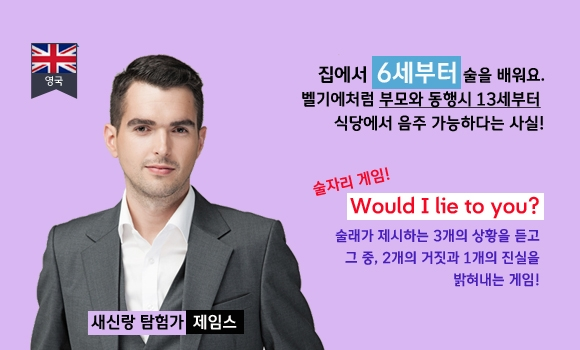 영국
집에서 6세부터 술을 배워요.
벨기에처럼 부모와 동행시 13세부터
식당에서 음주 가능하다는 사실!
술자리 게임!
Would I lie to you?
술래가 제시하는 3개의 상황을 듣고
그 중, 2개의 거짓과 1개의 진실을
밝혀내는 게임!
새신랑 탐험가 제임스